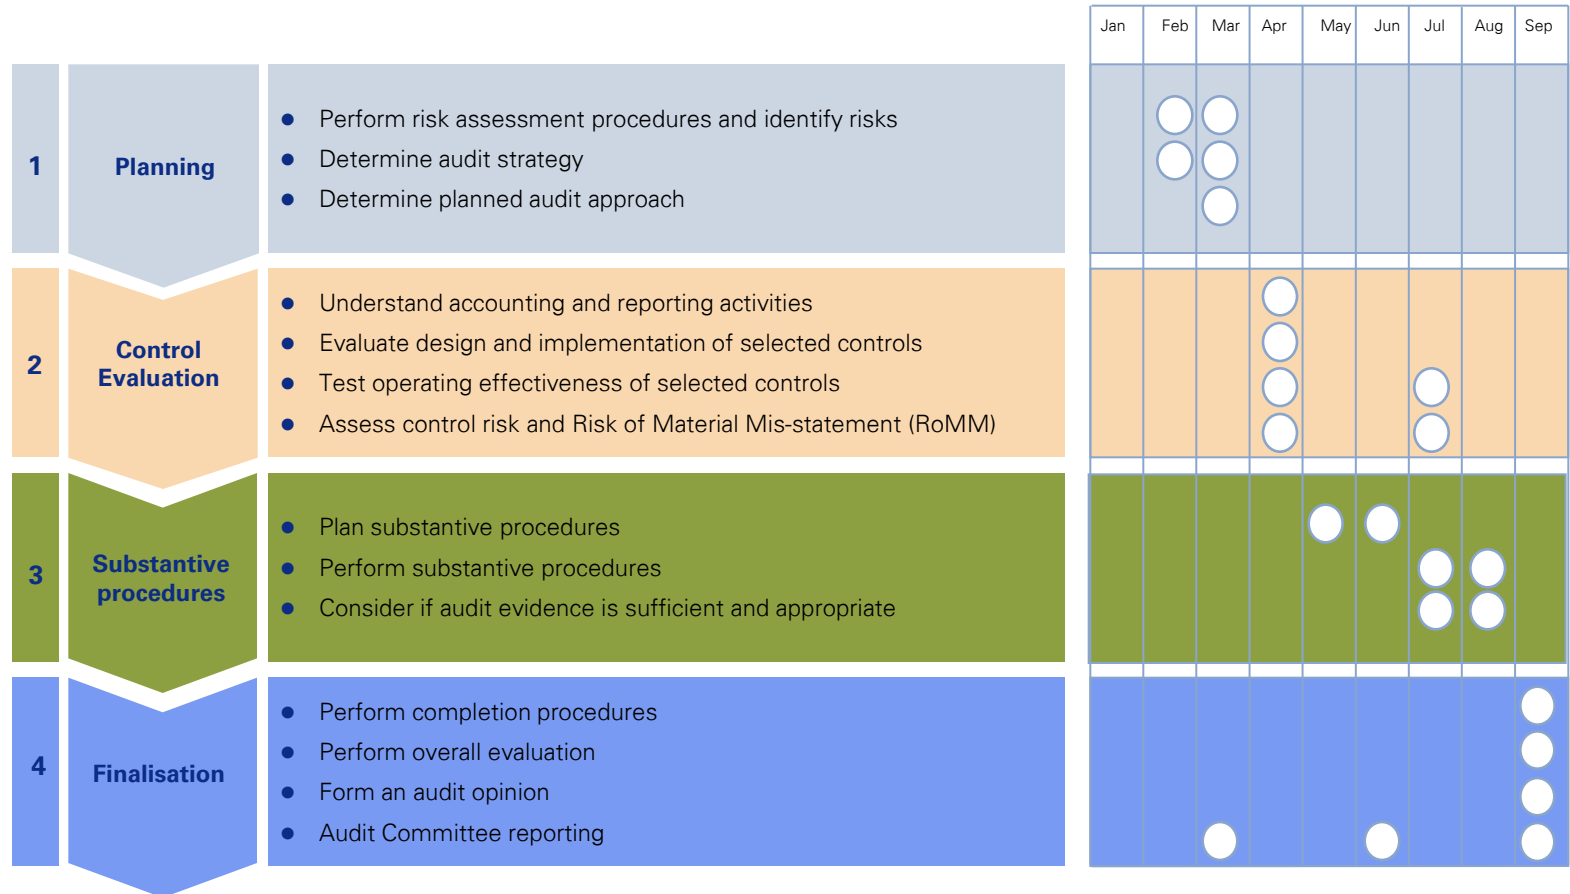 Jan Feb Mar Apr May Jun Jul Aug Sep
1
Planning
● Perform risk assessment procedures and identify risks
● Determine audit strategy
● Determine planned audit approach
2
Control
Evaluation
● Understand accounting and reporting activities
● Evaluate design and implementation of selected controls
● Test operating effectiveness of selected controls
● Assess control risk and Risk of Material Mis-statement (RoMM)
3
Substantive
procedures
● Plan substantive procedures
● Perform substantive procedures
● Consider if audit evidence is sufficient and appropriate
4
Finalisation
● Perform completion procedures
● Perform overall evaluation
● Form an audit opinion
● Audit Committee reporting